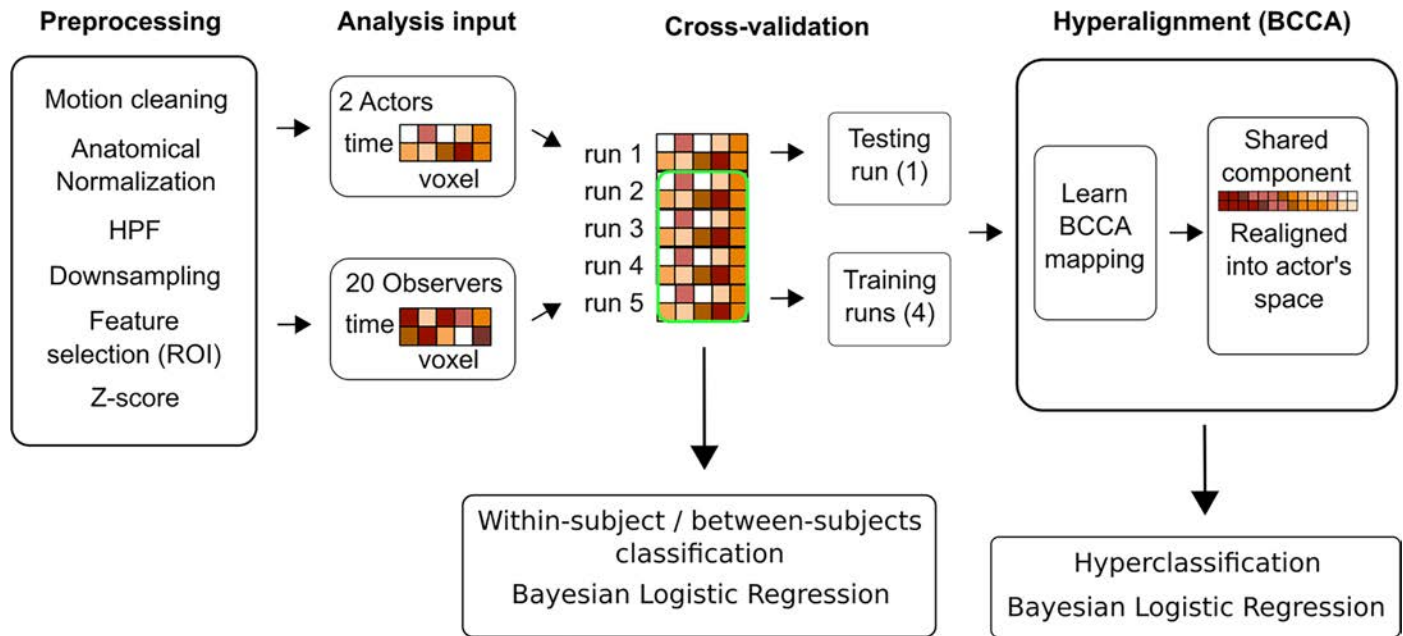 Preprocessing
Motion cleaning
Anatomical
Normalization
HPF
Downsampling
Feature
selection (ROI)
Z-score
Analysis input
2 Actors
time
voxel
20 Observers
time
voxel
Cross-validation
run 1
run 2
run 3
run 4
run 5
Testing
run (1)
Training
runs (4)
Hyperalignment (BCCA)
Learn
BCCA
mapping
Shared
component
Realigned
into actor's
space
Within-subject / between-subjects
classification
Bayesian Logistic Regression
Hyperclassification
Bayesian Logistic Regression